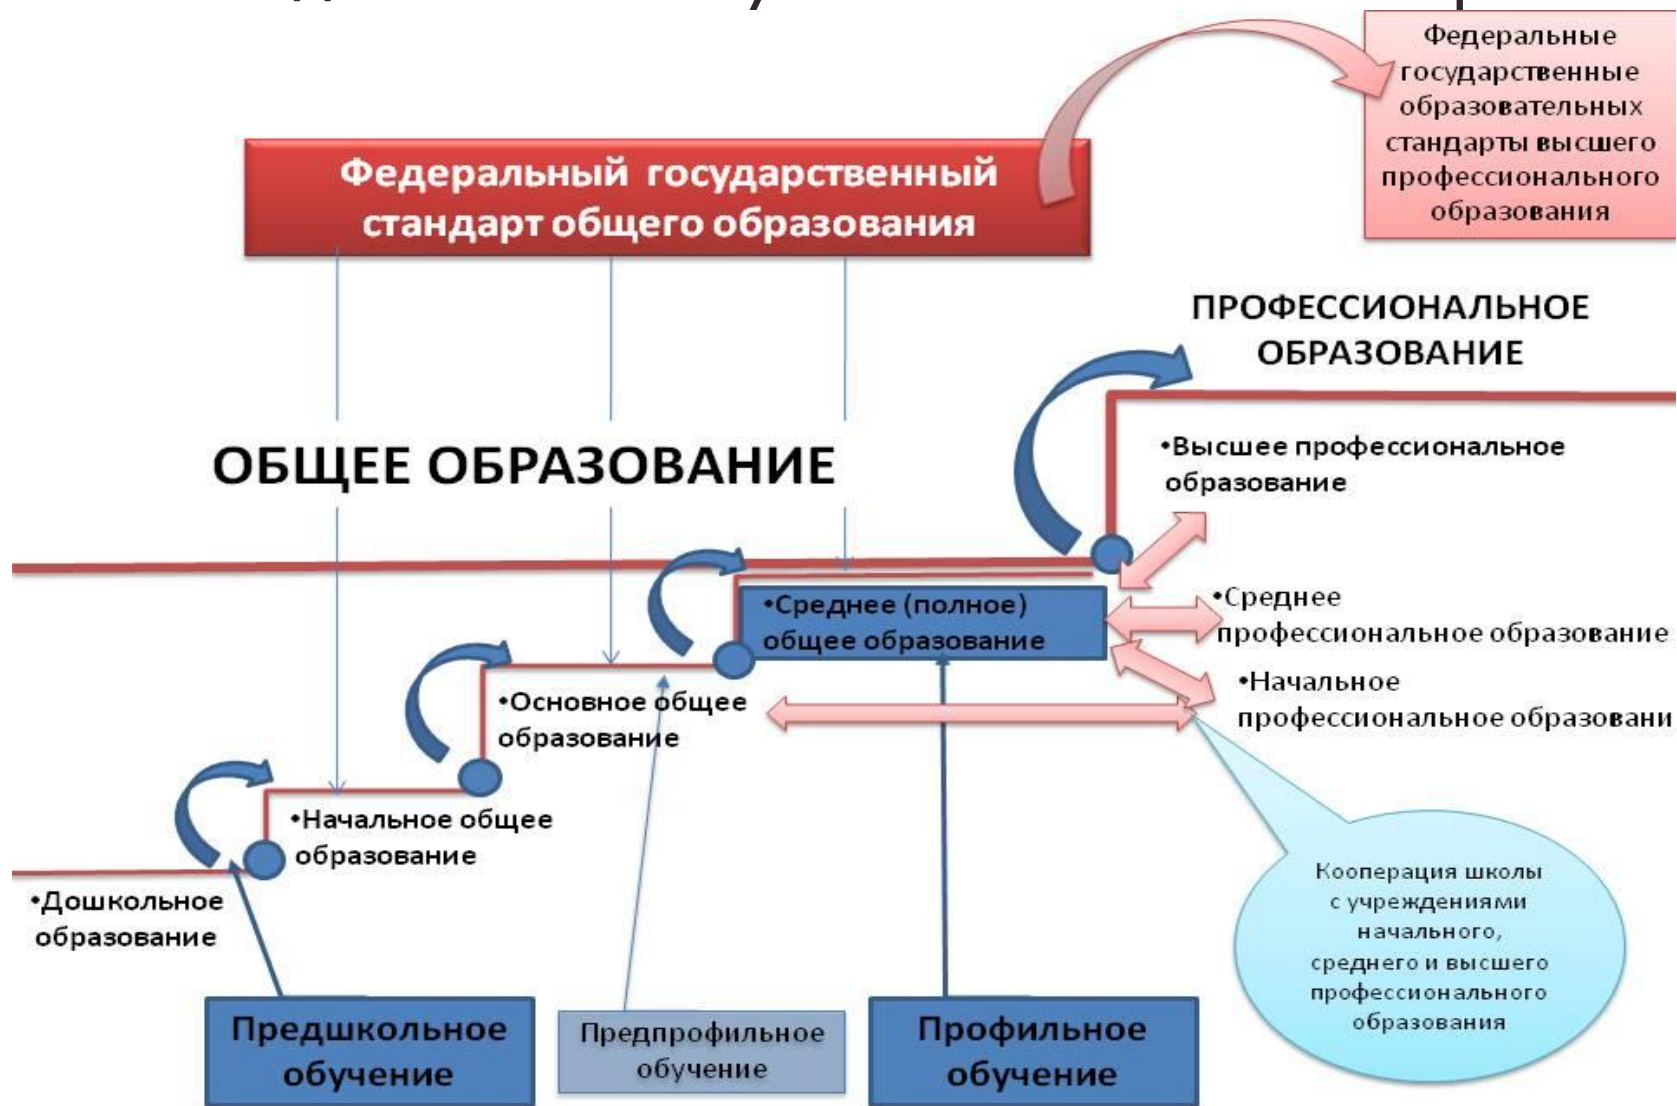 Федеральные
государственные
образовательных
стандарты высшего
профессионального
образования
Федеральный государственный
стандарт общего образования
ПРОФЕССИОНАЛЬНОЕ
ОБРАЗОВАНИЕ
ОБЩЕЕ ОБРАЗОВАНИЕ
•Высшее профессиональное
образование
•Среднее (полное)
общее образование
•Среднее
профессиональное образование
•Начальное
профессиональное образовани
•Основное общее
образование
•Начальное общее
образование
•Дошкольное
образование
Кооперация школы
с учреждениями
начального,
среднего и высшего
профессионального
образования
Предшкольное
обучение
Предпрофильное
обучение
Профильное
обучение